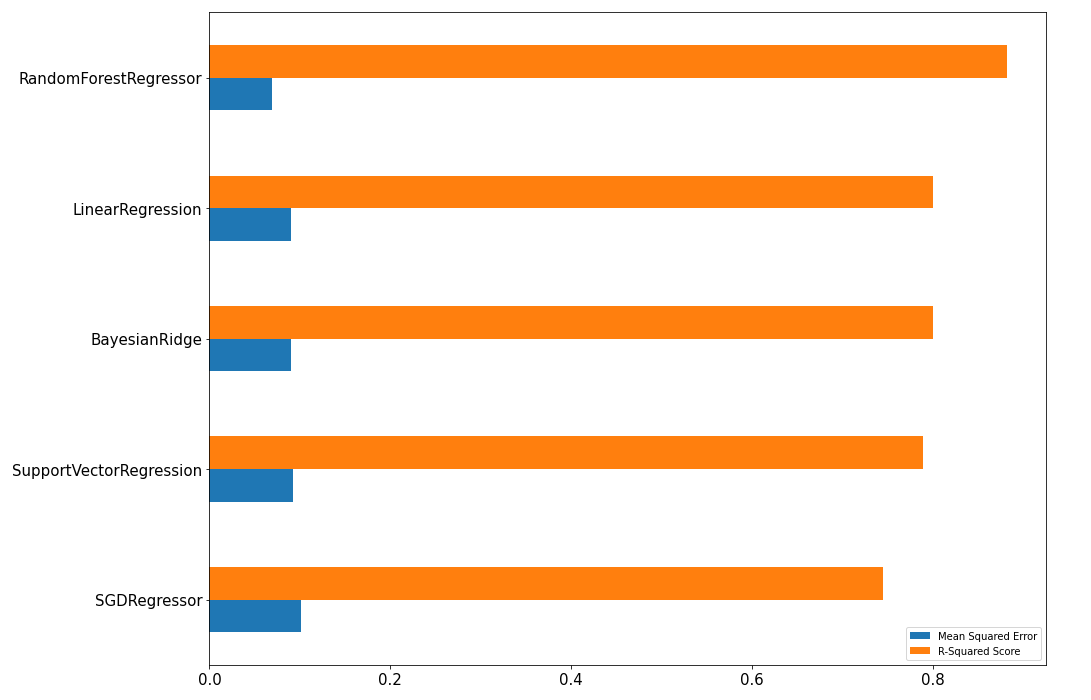 RandomForestRegressor
LinearRegression
BayesianRidge
SupportVectorRegression
SGDRegressor
Mean Squared Error
R-Squared Score
0.0 0.2 0.4 0.6 0.8